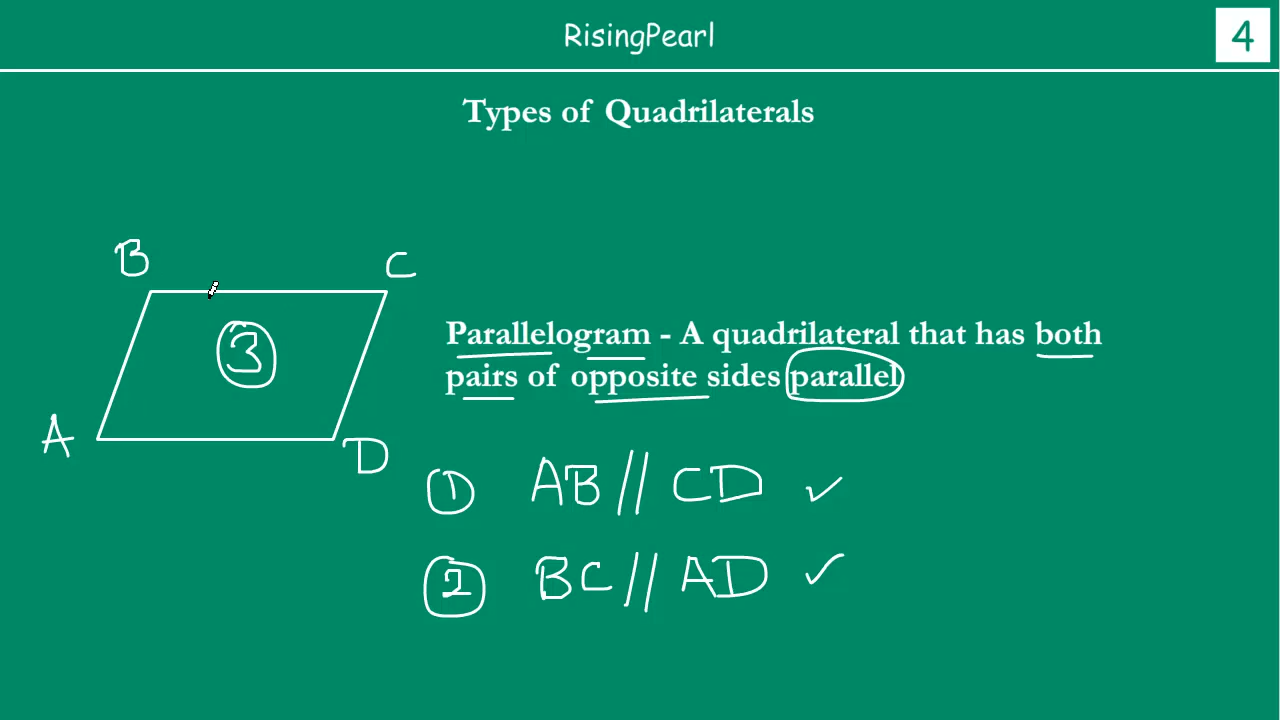 RisingPearl
4
Types of Quadrilaterals
B
C
3
Parallelogram - A quadrilateral that has both
pairs of opposite sides parallel
A
D
1 AB // CD ✓
2 BC // AD ✓